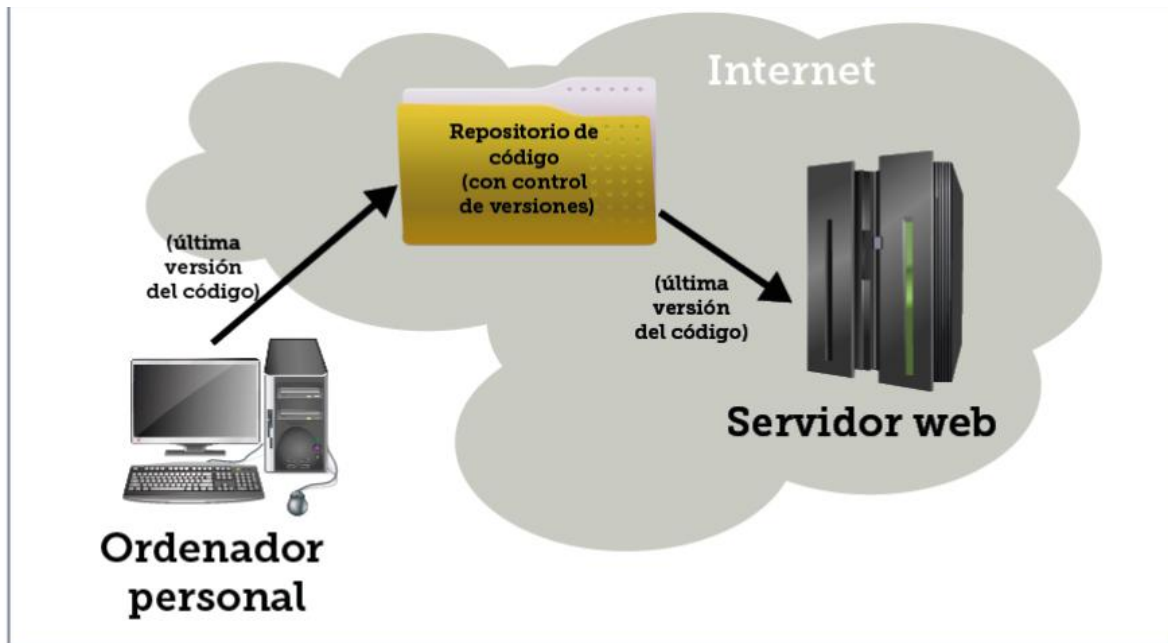 Internet
Repositorio de
código
(con control
de versiones)
(última
versión
del código)
(última
versión
del código)
Servidor web
Ordenador
personal